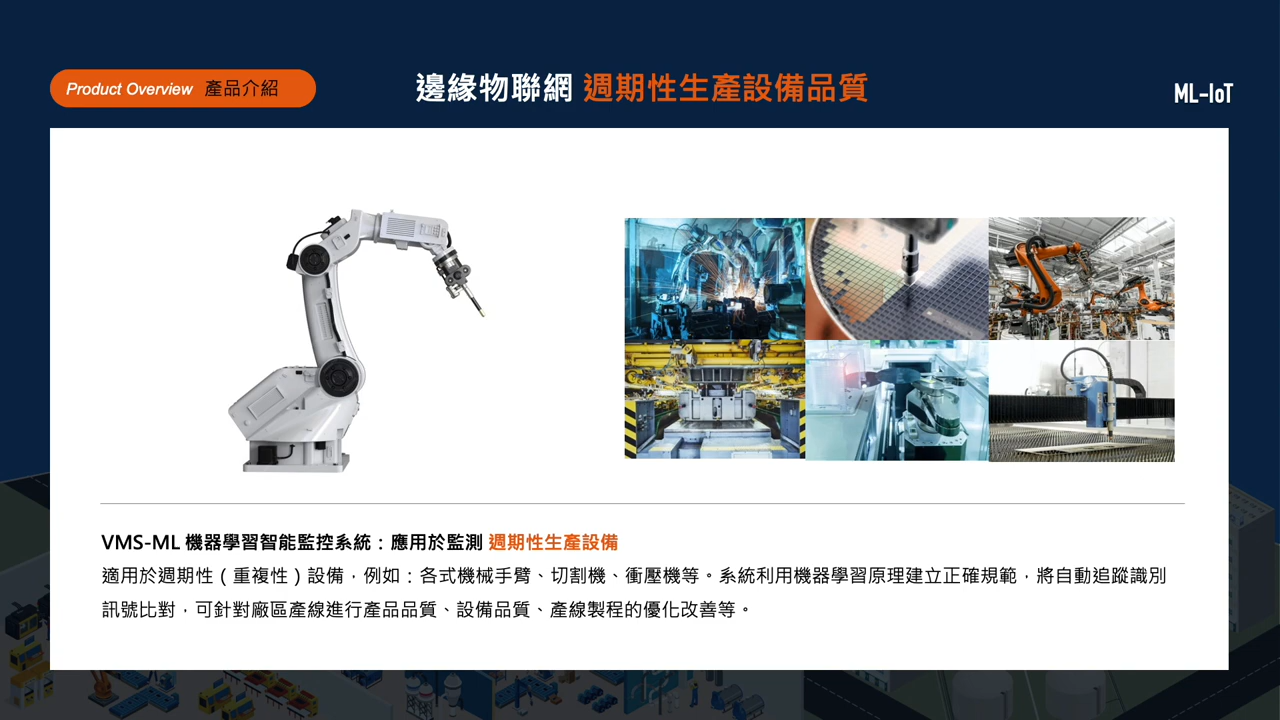 Product Overview 產品介紹
邊緣物聯網 週期性生產設備品質
ML-IoT
VMS-ML 機器學習智能監控系統：應用於監測 週期性生產設備
適用於週期性（重複性）設備，例如：各式機械手臂、切割機、衝壓機等。系統利用機器學習原理建立正確規範，將自動追蹤識別
訊號比對，可針對廠區產線進行產品品質、設備品質、產線製程的優化改善等。